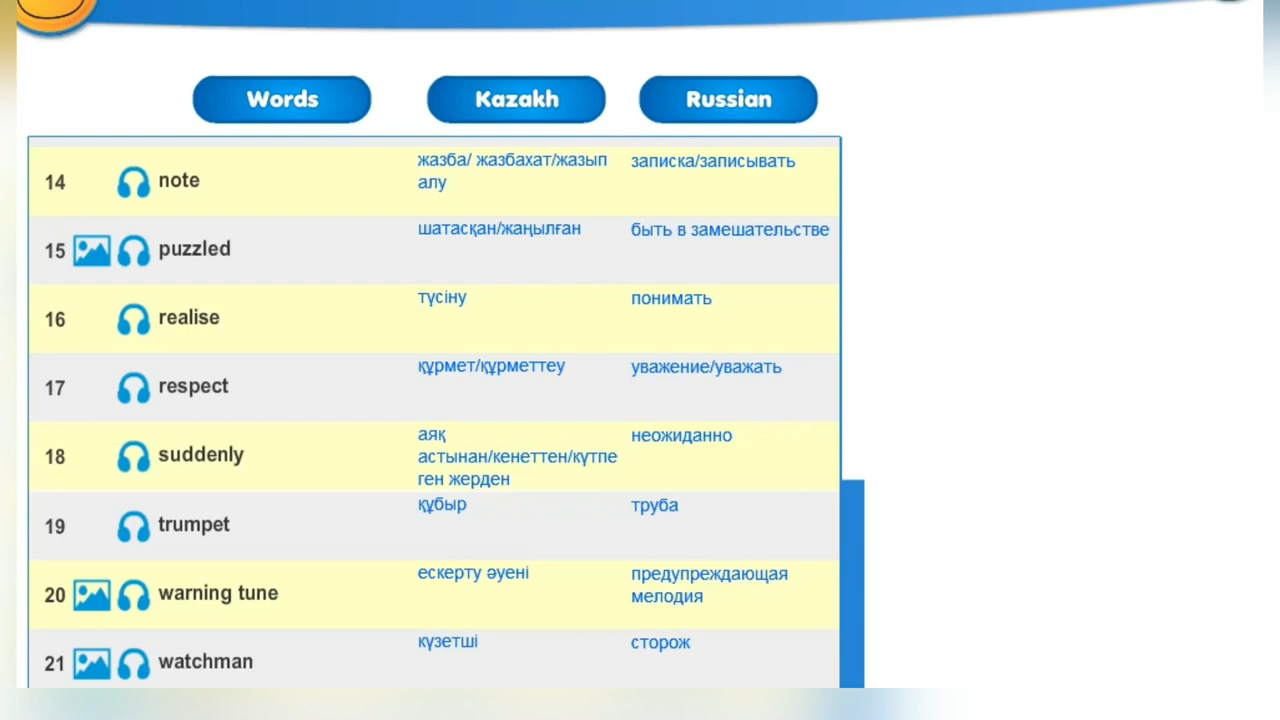 Words Kazakh Russian
14 note жазба/ жазбахат/жазып записка/записывать
алу
15 puzzled шатасқан/жаңылған быть в замешательстве
16 realise түсіну понимать
17 respect құрмет/құрметтеу уважение/уважать
18 suddenly аяқ неожиданно
астынан/кенеттен/күтпе
ген жерден
19 trumpet құбыр труба
20 warning tune ескерту әуені предупреждающая
мелодия
21 watchman күзетші сторож